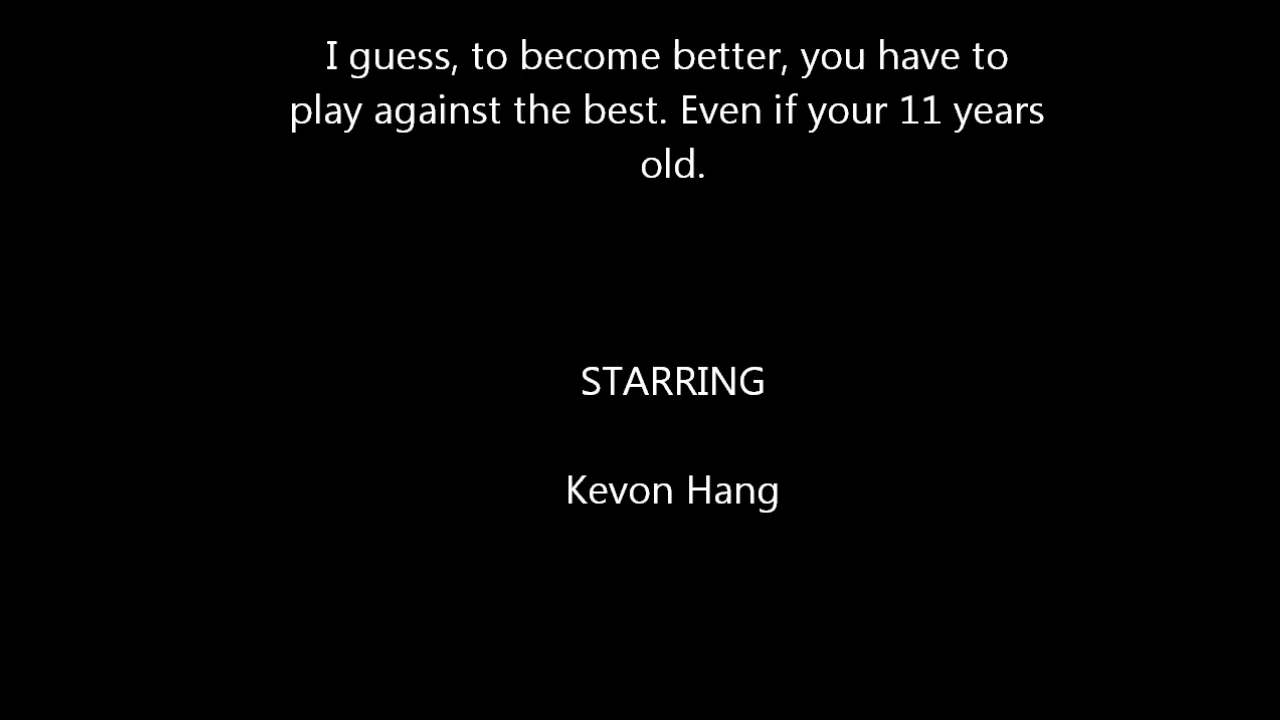 I guess, to become better, you have to
play against the best. Even if your 11 years
old.
STARRING
Kevon Hang